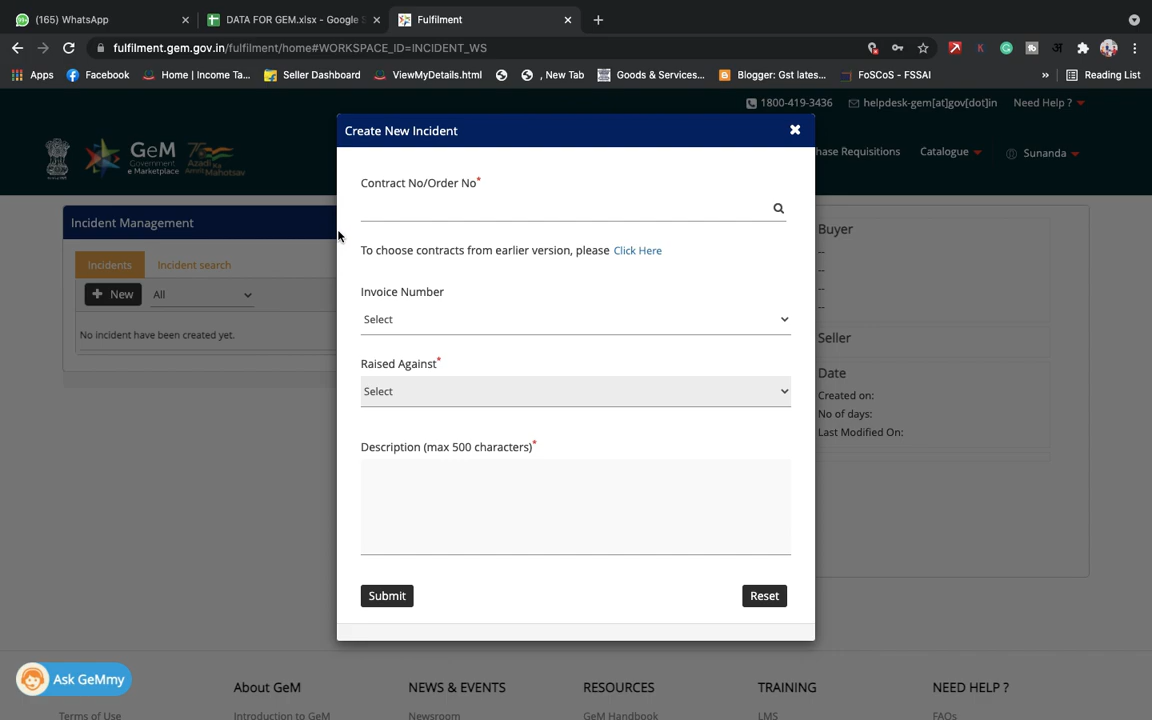 (165) WhatsApp
DATA FOR GEM.xlsx - Google S
Fulfilment
fulfilment.gem.gov.in/fulfilment/home#WORKSPACE_ID=INCIDENT_WS
Apps
Facebook
Home | Income Ta...
Seller Dashboard
ViewMyDetails.html
, New Tab
Goods & Services...
Blogger: Gst lates...
FoSCoS - FSSAI
»
Reading List
1800-419-3436
helpdesk-gem[at]gov[dot]in
Need Help ?
GeM
Government
e Marketplace
Azadi Ka
Amrit Mahotsav
hase Requisitions
Catalogue
Sunanda
Create New Incident
Contract No/Order No*
To choose contracts from earlier version, please Click Here
Invoice Number
Select
Raised Against*
Select
Description (max 500 characters)*
Submit
Reset
Incident Management
Incidents
Incident search
+ New
All
No incident have been created yet.
Buyer
--
--
--
--
Seller
Date
Created on:
No of days:
Last Modified On:
Ask GeMmy
About GeM
NEWS & EVENTS
RESOURCES
TRAINING
NEED HELP ?
Terms of Use
Introduction to GeM
Newsroom
GeM Handbook
LMS
FAQs